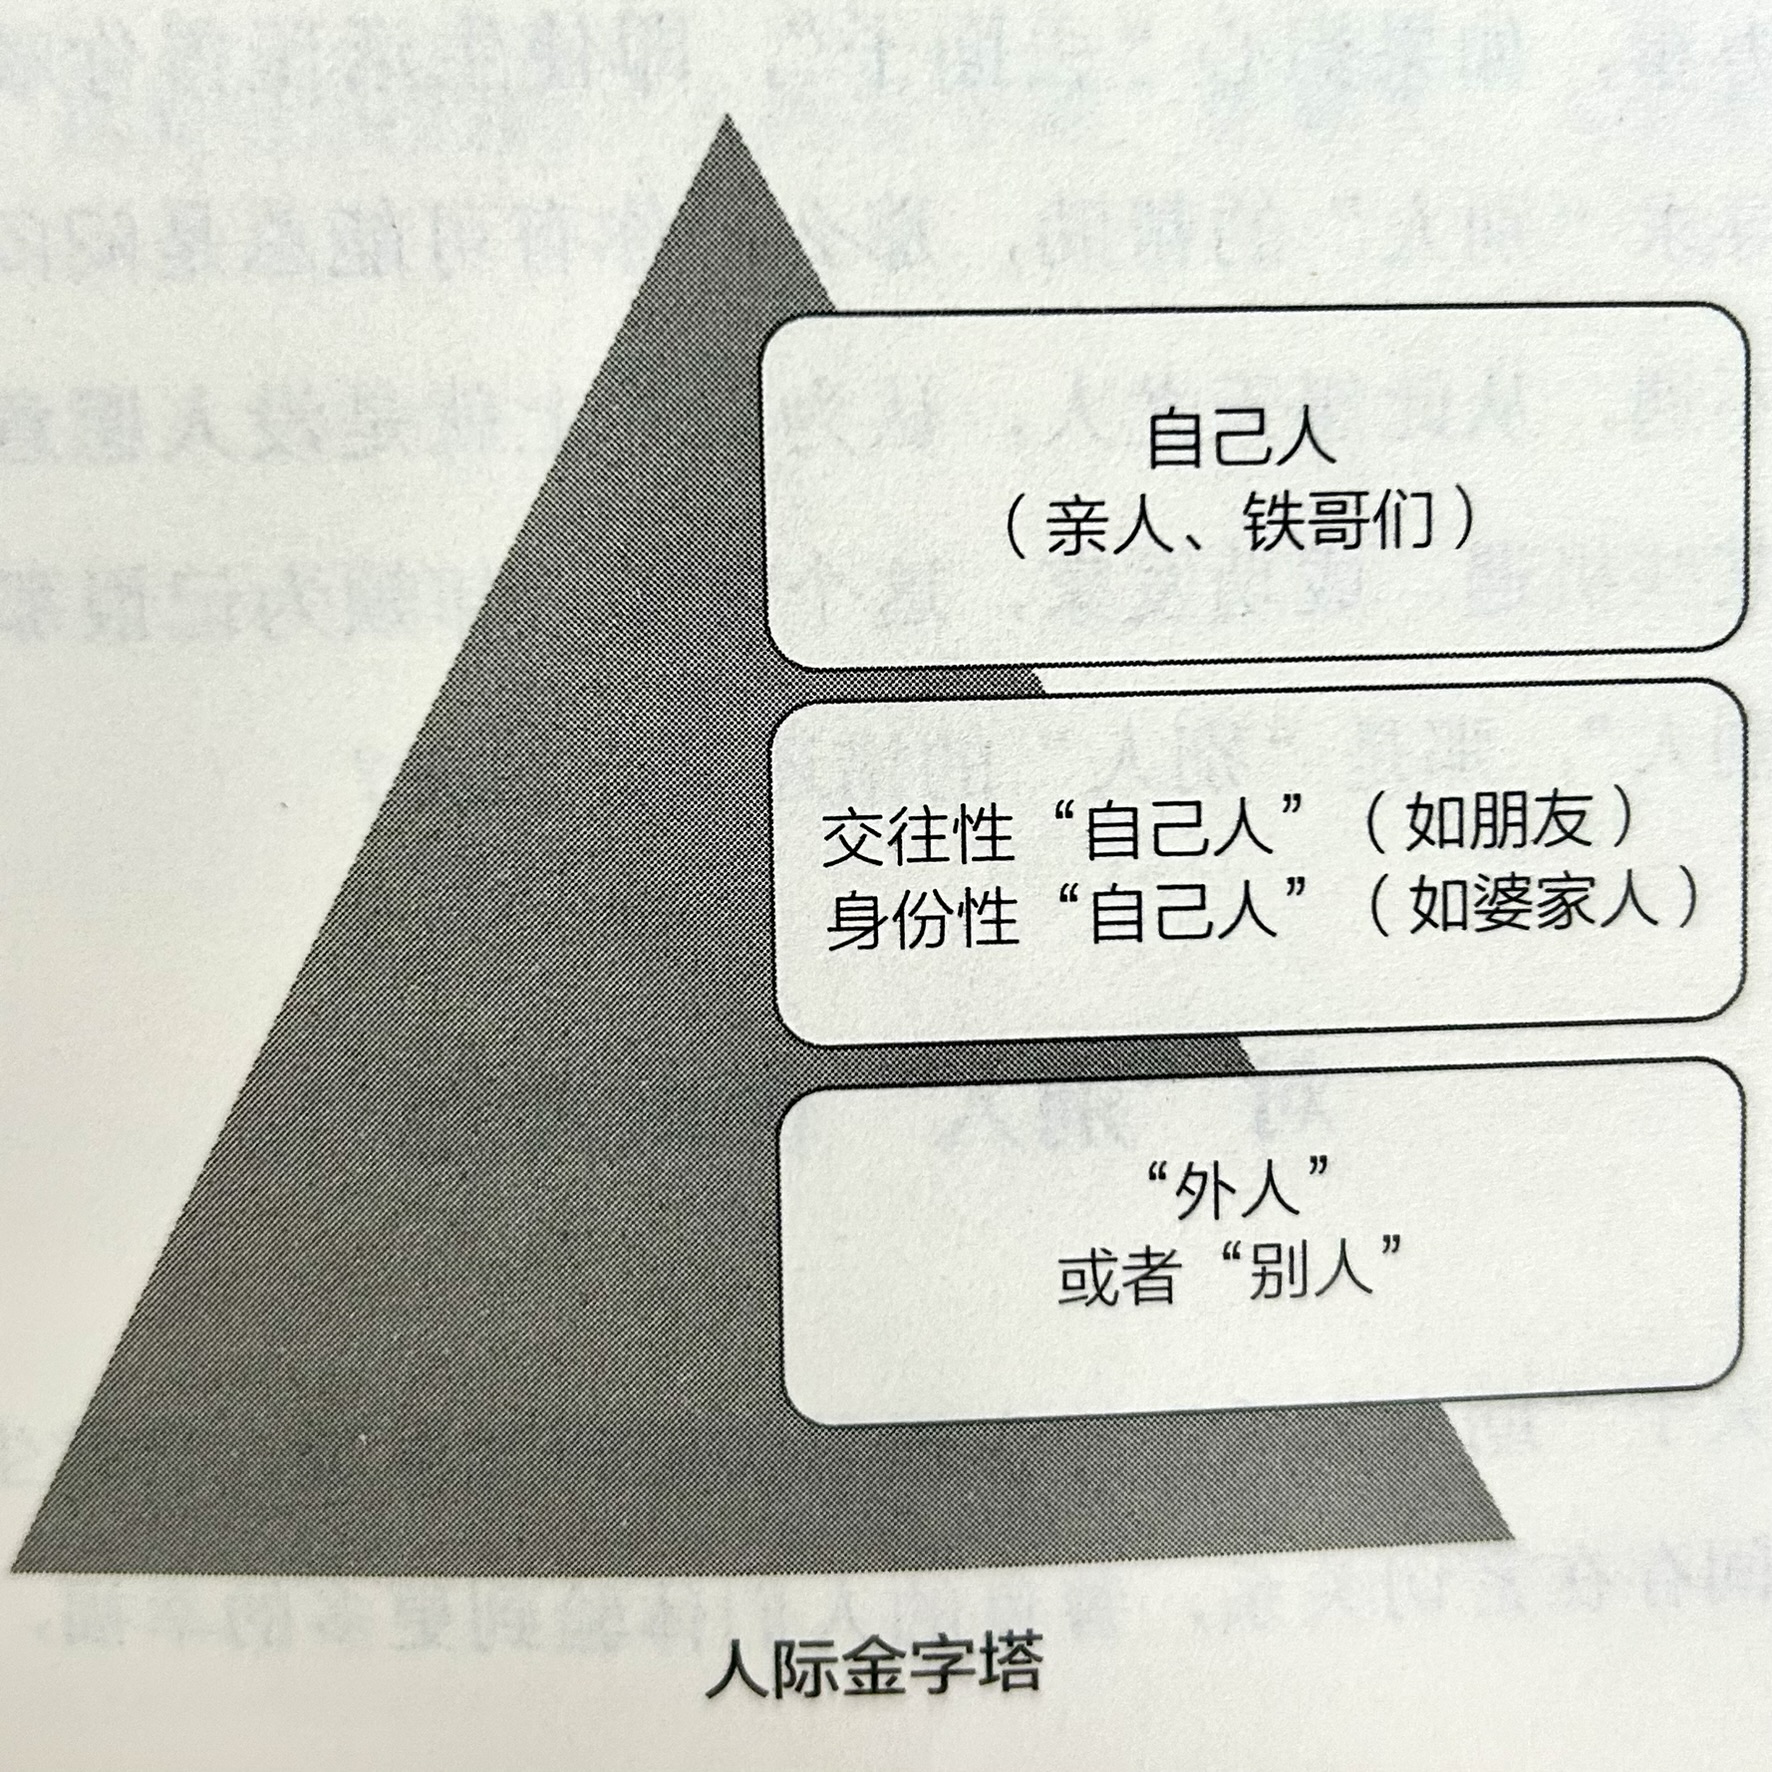 自己人
（亲人、铁哥们）
交往性“自己人”（如朋友）
身份性“自己人”（如婆家人）
“外人”
或者“别人”
人际金字塔